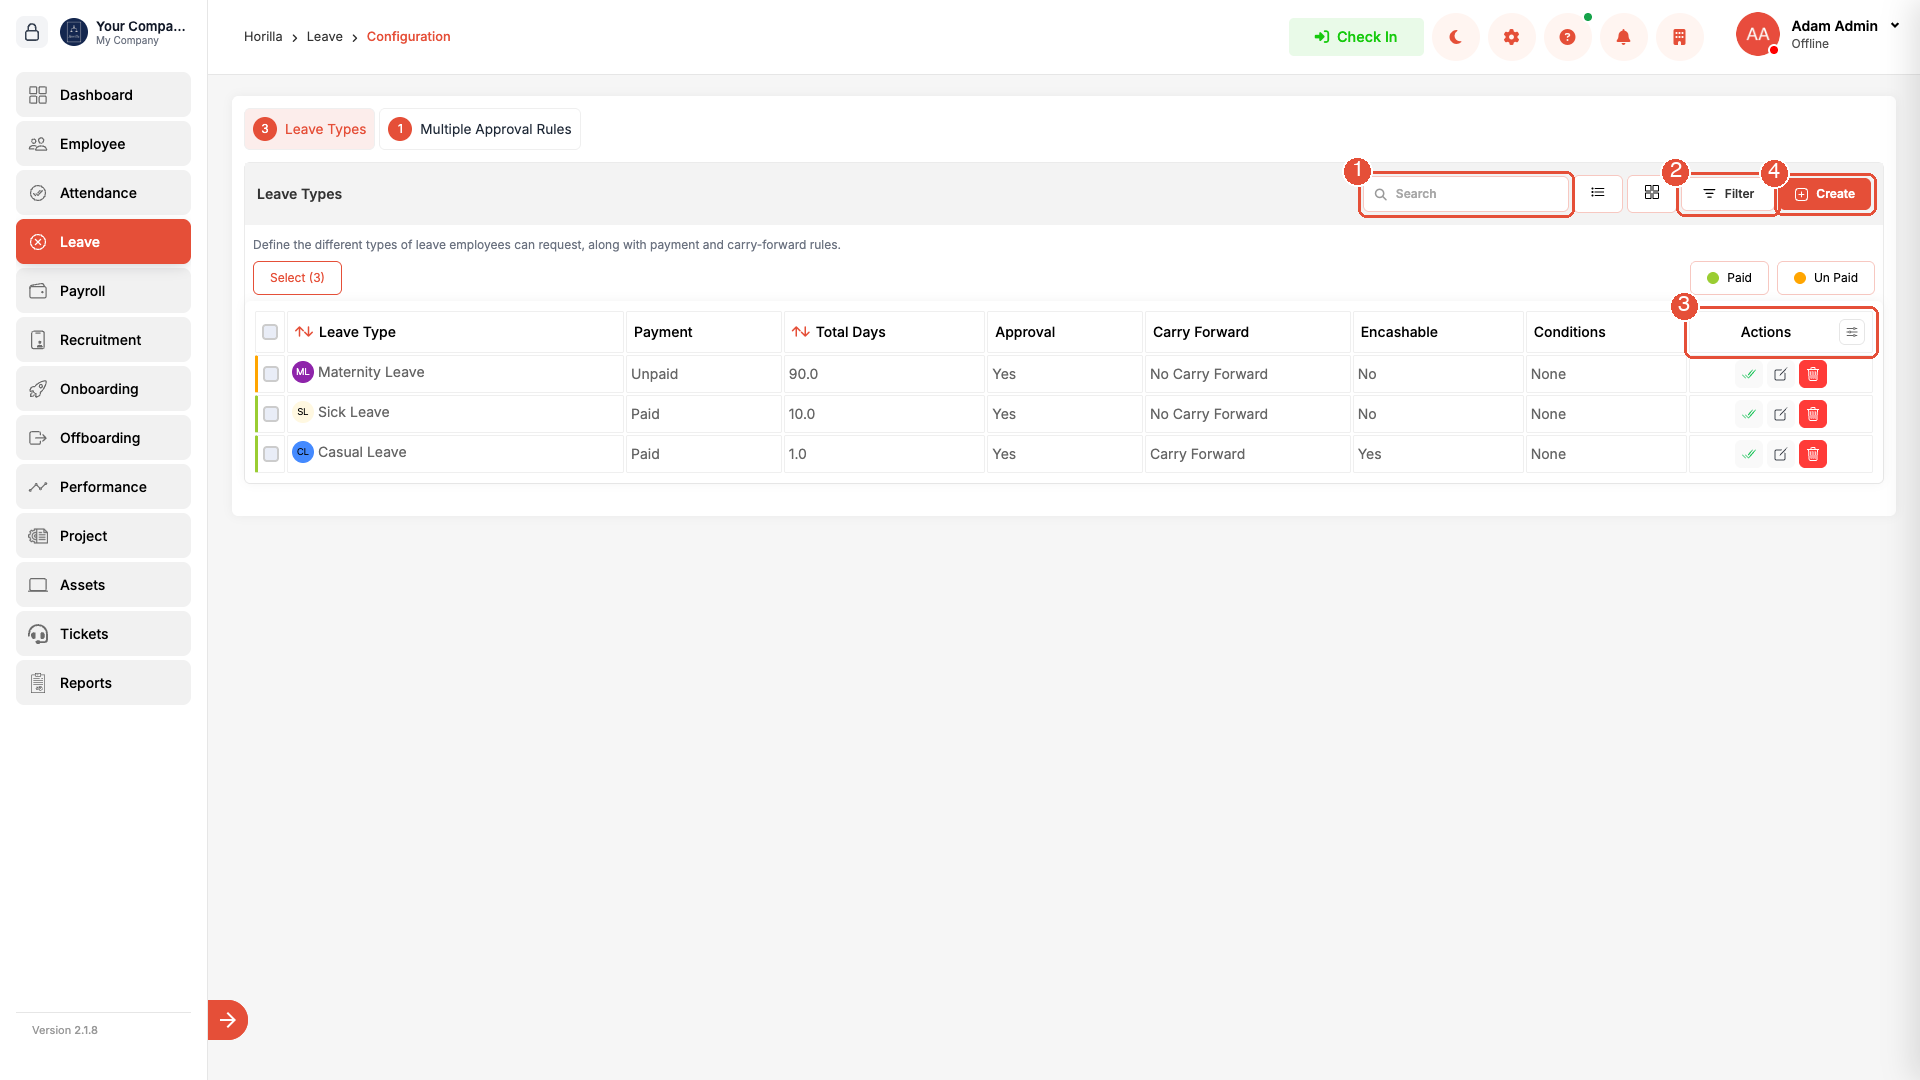 Your Compa...
My Company
Horilla > Leave > Configuration
Check In
?
AA
Adam Admin
Offline
Dashboard
Employee
Attendance
Leave
Payroll
Recruitment
Onboarding
Offboarding
Performance
Project
Assets
Tickets
Reports
Version 2.1.8
3 Leave Types
1 Multiple Approval Rules
Leave Types
1
Search
2
Filter
4
Create
Define the different types of leave employees can request, along with payment and carry-forward rules.
Select (3)
Paid
Un Paid
3
Leave Type Payment Total Days Approval Carry Forward Encashable Conditions Actions
ML Maternity Leave Unpaid 90.0 Yes No Carry Forward No None
SL Sick Leave Paid 10.0 Yes No Carry Forward No None
CL Casual Leave Paid 1.0 Yes Carry Forward Yes None